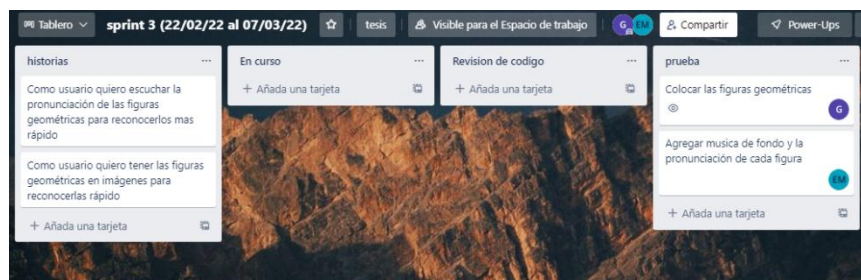 Tablero
sprint 3 (22/02/22 al 07/03/22)
tesis
Visible para el Espacio de trabajo
G
EM
Compartir
Power-Ups
historias
Como usuario quiero escuchar la
pronunciación de las figuras
geométricas para reconocerlos mas
rápido
Como usuario quiero tener las figuras
geométricas en imágenes para
reconocerlas rápido
+ Añada una tarjeta
En curso
+ Añada una tarjeta
Revision de codigo
+ Añada una tarjeta
prueba
Colocar las figuras geométricas
G
Agregar musica de fondo y la
pronunciación de cada figura
EM
+ Añada una tarjeta